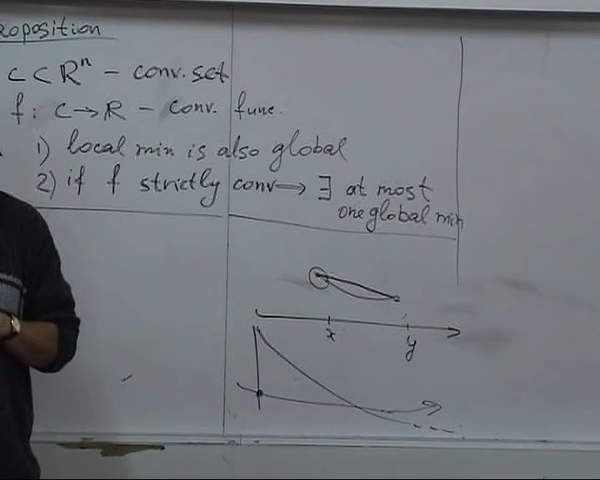 roposition
C ⊂ Rⁿ - conv. set
f: C → R - conv. func.
1) local min is also global
2) if f strictly conv ⟹ ∃ at most
one global min
x
y